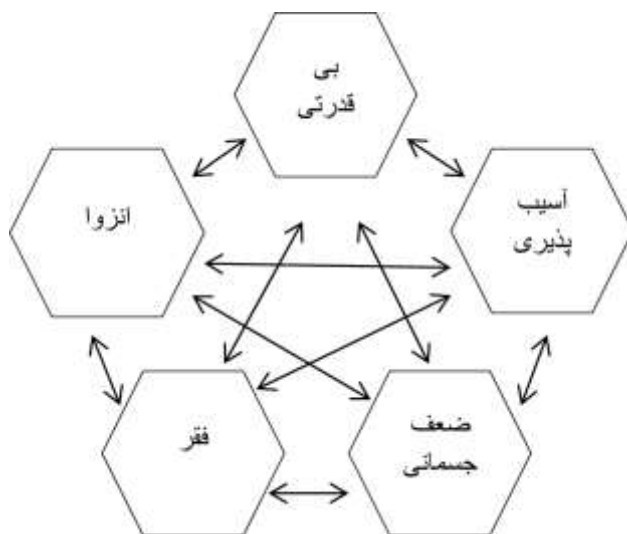 بی
قدرتی
انزوا
آسیب
پذیری
فقر
ضعف
جسمانی